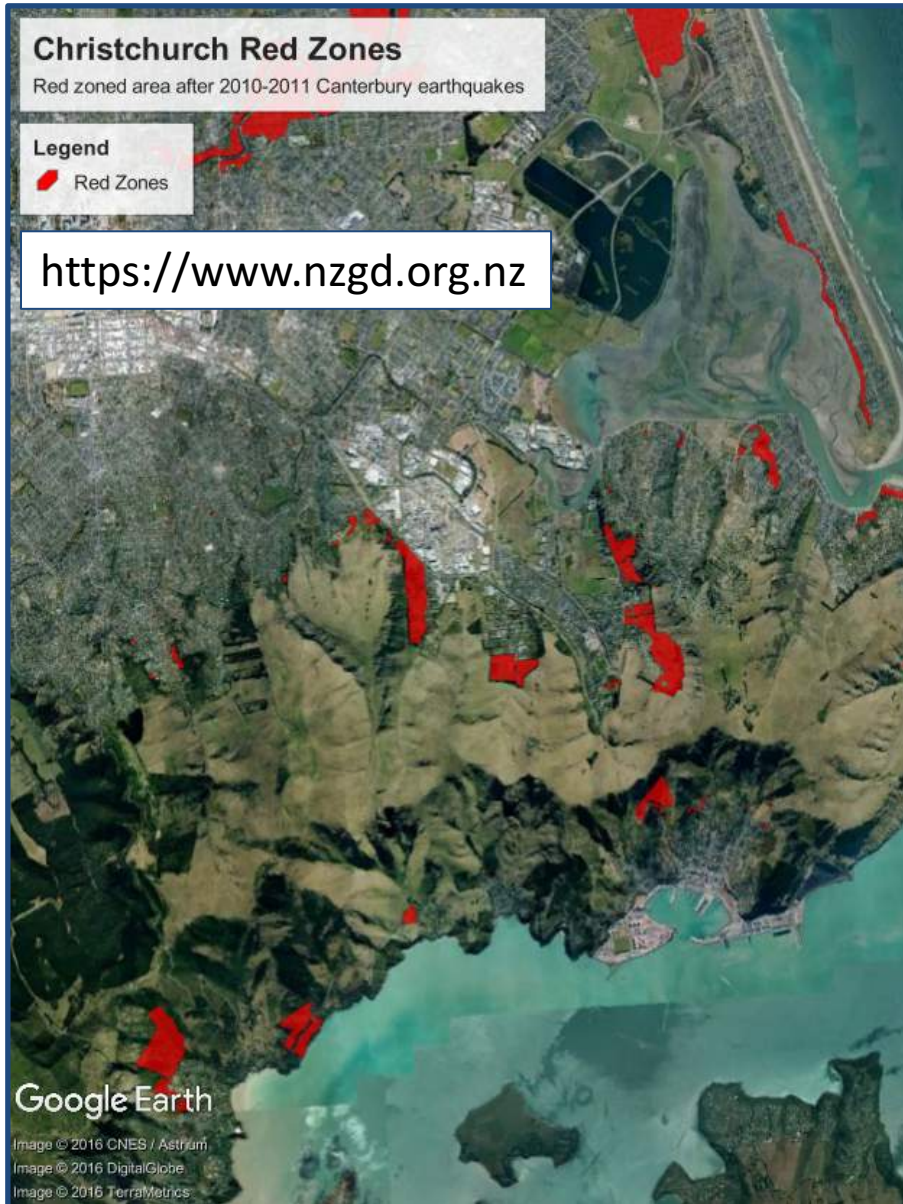 Christchurch Red Zones
Red zoned area after 2010-2011 Canterbury earthquakes
Legend
Red Zones
https://www.nzgd.org.nz
Google Earth
Image © 2016 CNES / Astrium
Image © 2016 DigitalGlobe
Image © 2016 TerraMetrics